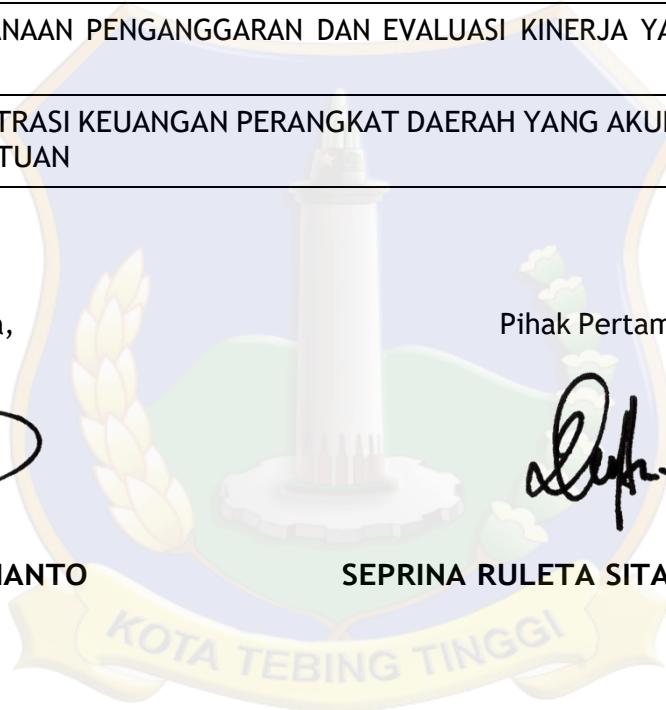 NAAN PENGANGGARAN DAN EVALUASI KINERJA YA
TRASI KEUANGAN PERANGKAT DAERAH YANG AKU
TUAN
a,
Pihak Pertam
IANTO
SEPRINA RULETA SITA
KOTA TEBING TINGGI